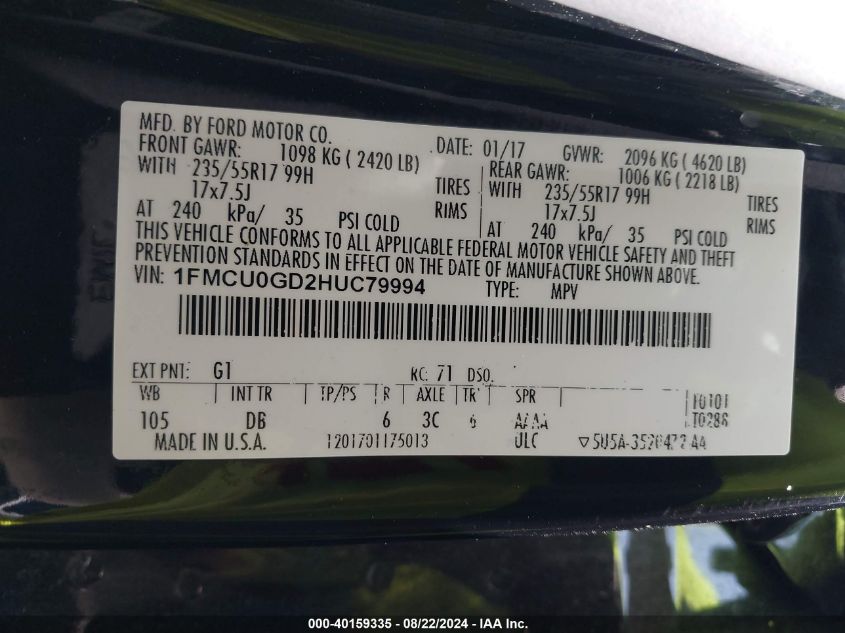 MFD. BY FORD MOTOR CO.
DATE: 01/17 GVWR: 2096 KG ( 4620 LB)
FRONT GAWR: 1098 KG ( 2420 LB)
REAR GAWR: 1006 KG ( 2218 LB)
WITH 235/55R17 99H TIRES
WITH 235/55R17 99H TIRES
17x7.5J RIMS
17x7.5J RIMS
AT 240 kPa/ 35 PSI COLD
AT 240 kPa/ 35 PSI COLD
THIS VEHICLE CONFORMS TO ALL APPLICABLE FEDERAL MOTOR VEHICLE SAFETY AND THEFT
PREVENTION STANDARDS IN EFFECT ON THE DATE OF MANUFACTURE SHOWN ABOVE.
VIN: 1FMCU0GD2HUC79994 TYPE: MPV
EXT PNT: G1 RC: 71 DSO:
WB INT TR TP/PS R AXLE TR SPR
10101
105 DB 6 3C 6 AAAA
T0286
MADE IN U.S.A. 1201701175013 ULC
000-40159335 - 08/22/2024 - IAA Inc.